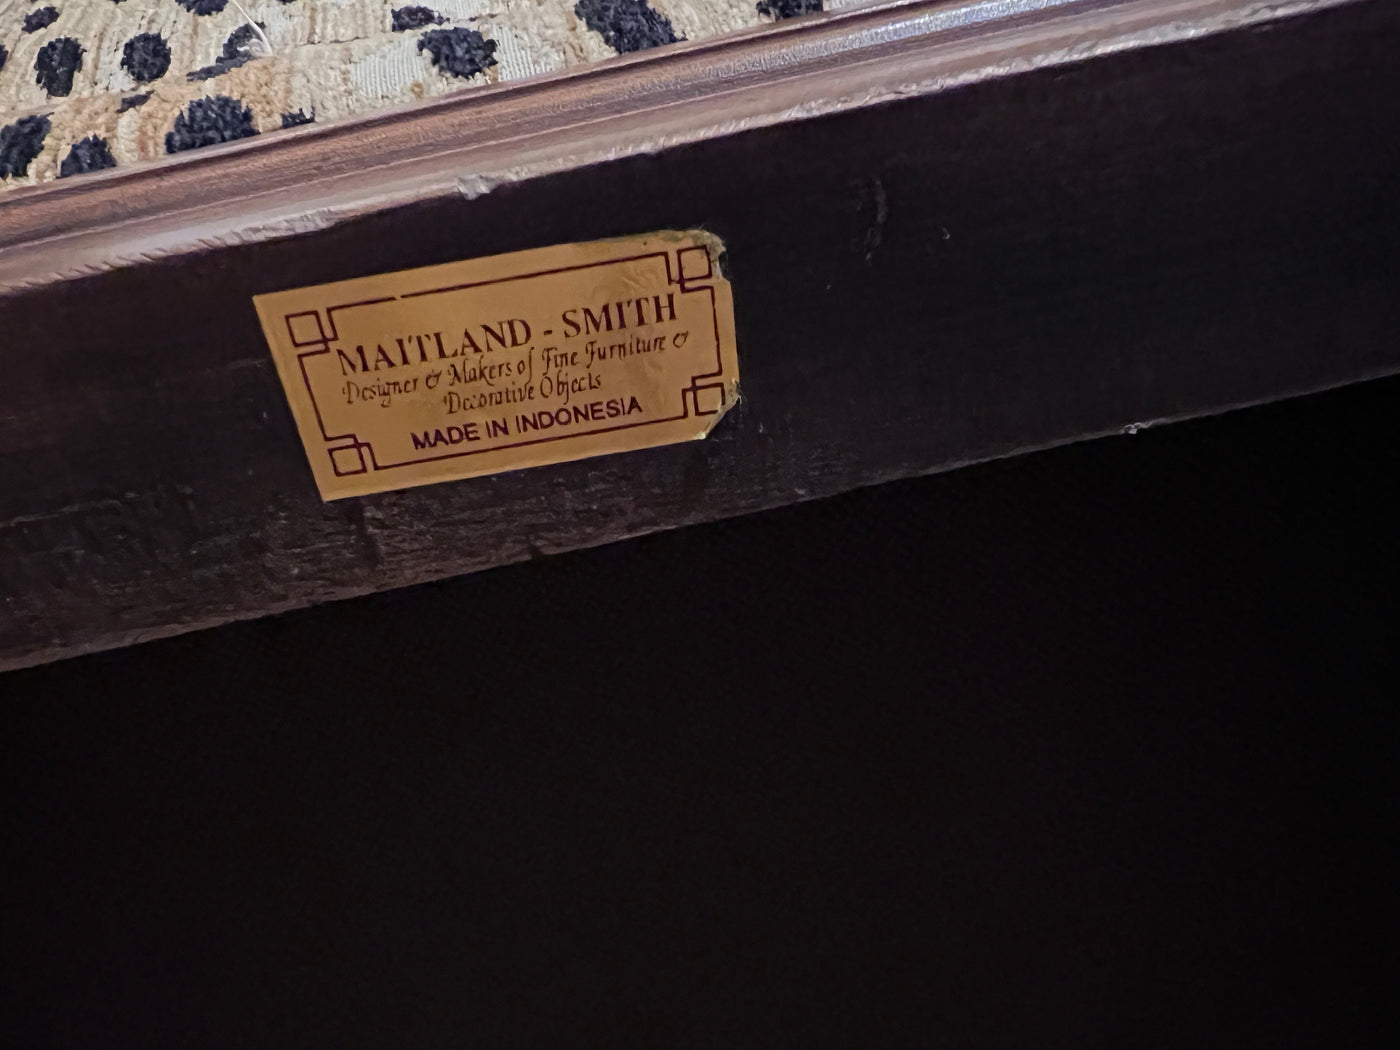 MAITLAND - SMITH
Designer & Makers of Fine Furniture &
Decorative Objects
MADE IN INDONESIA